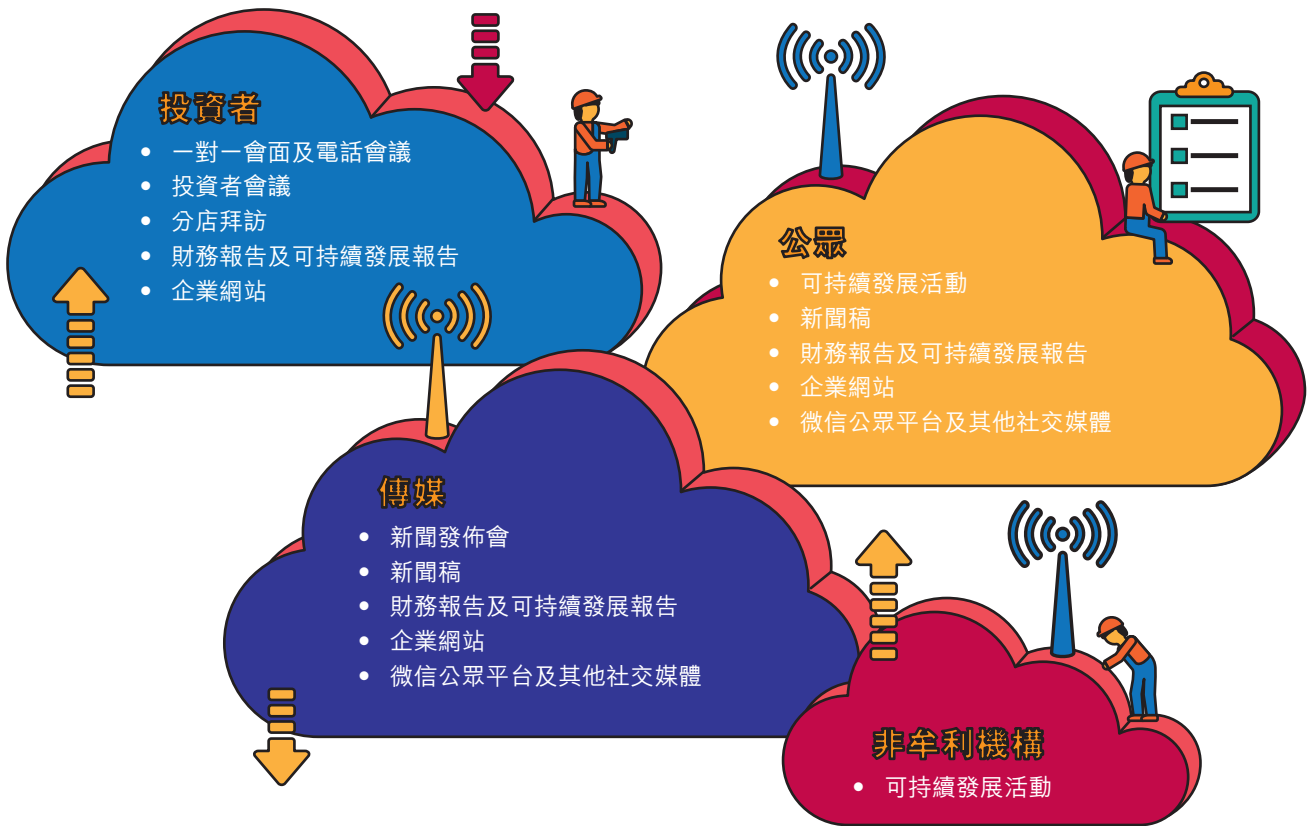 投資者
• 一對一會面及電話會議
• 投資者會議
• 分店拜訪
• 財務報告及可持續發展報告
• 企業網站
公眾
• 可持續發展活動
• 新聞稿
• 財務報告及可持續發展報告
• 企業網站
• 微信公眾平台及其他社交媒體
傳媒
• 新聞發佈會
• 新聞稿
• 財務報告及可持續發展報告
• 企業網站
• 微信公眾平台及其他社交媒體
非牟利機構
• 可持續發展活動